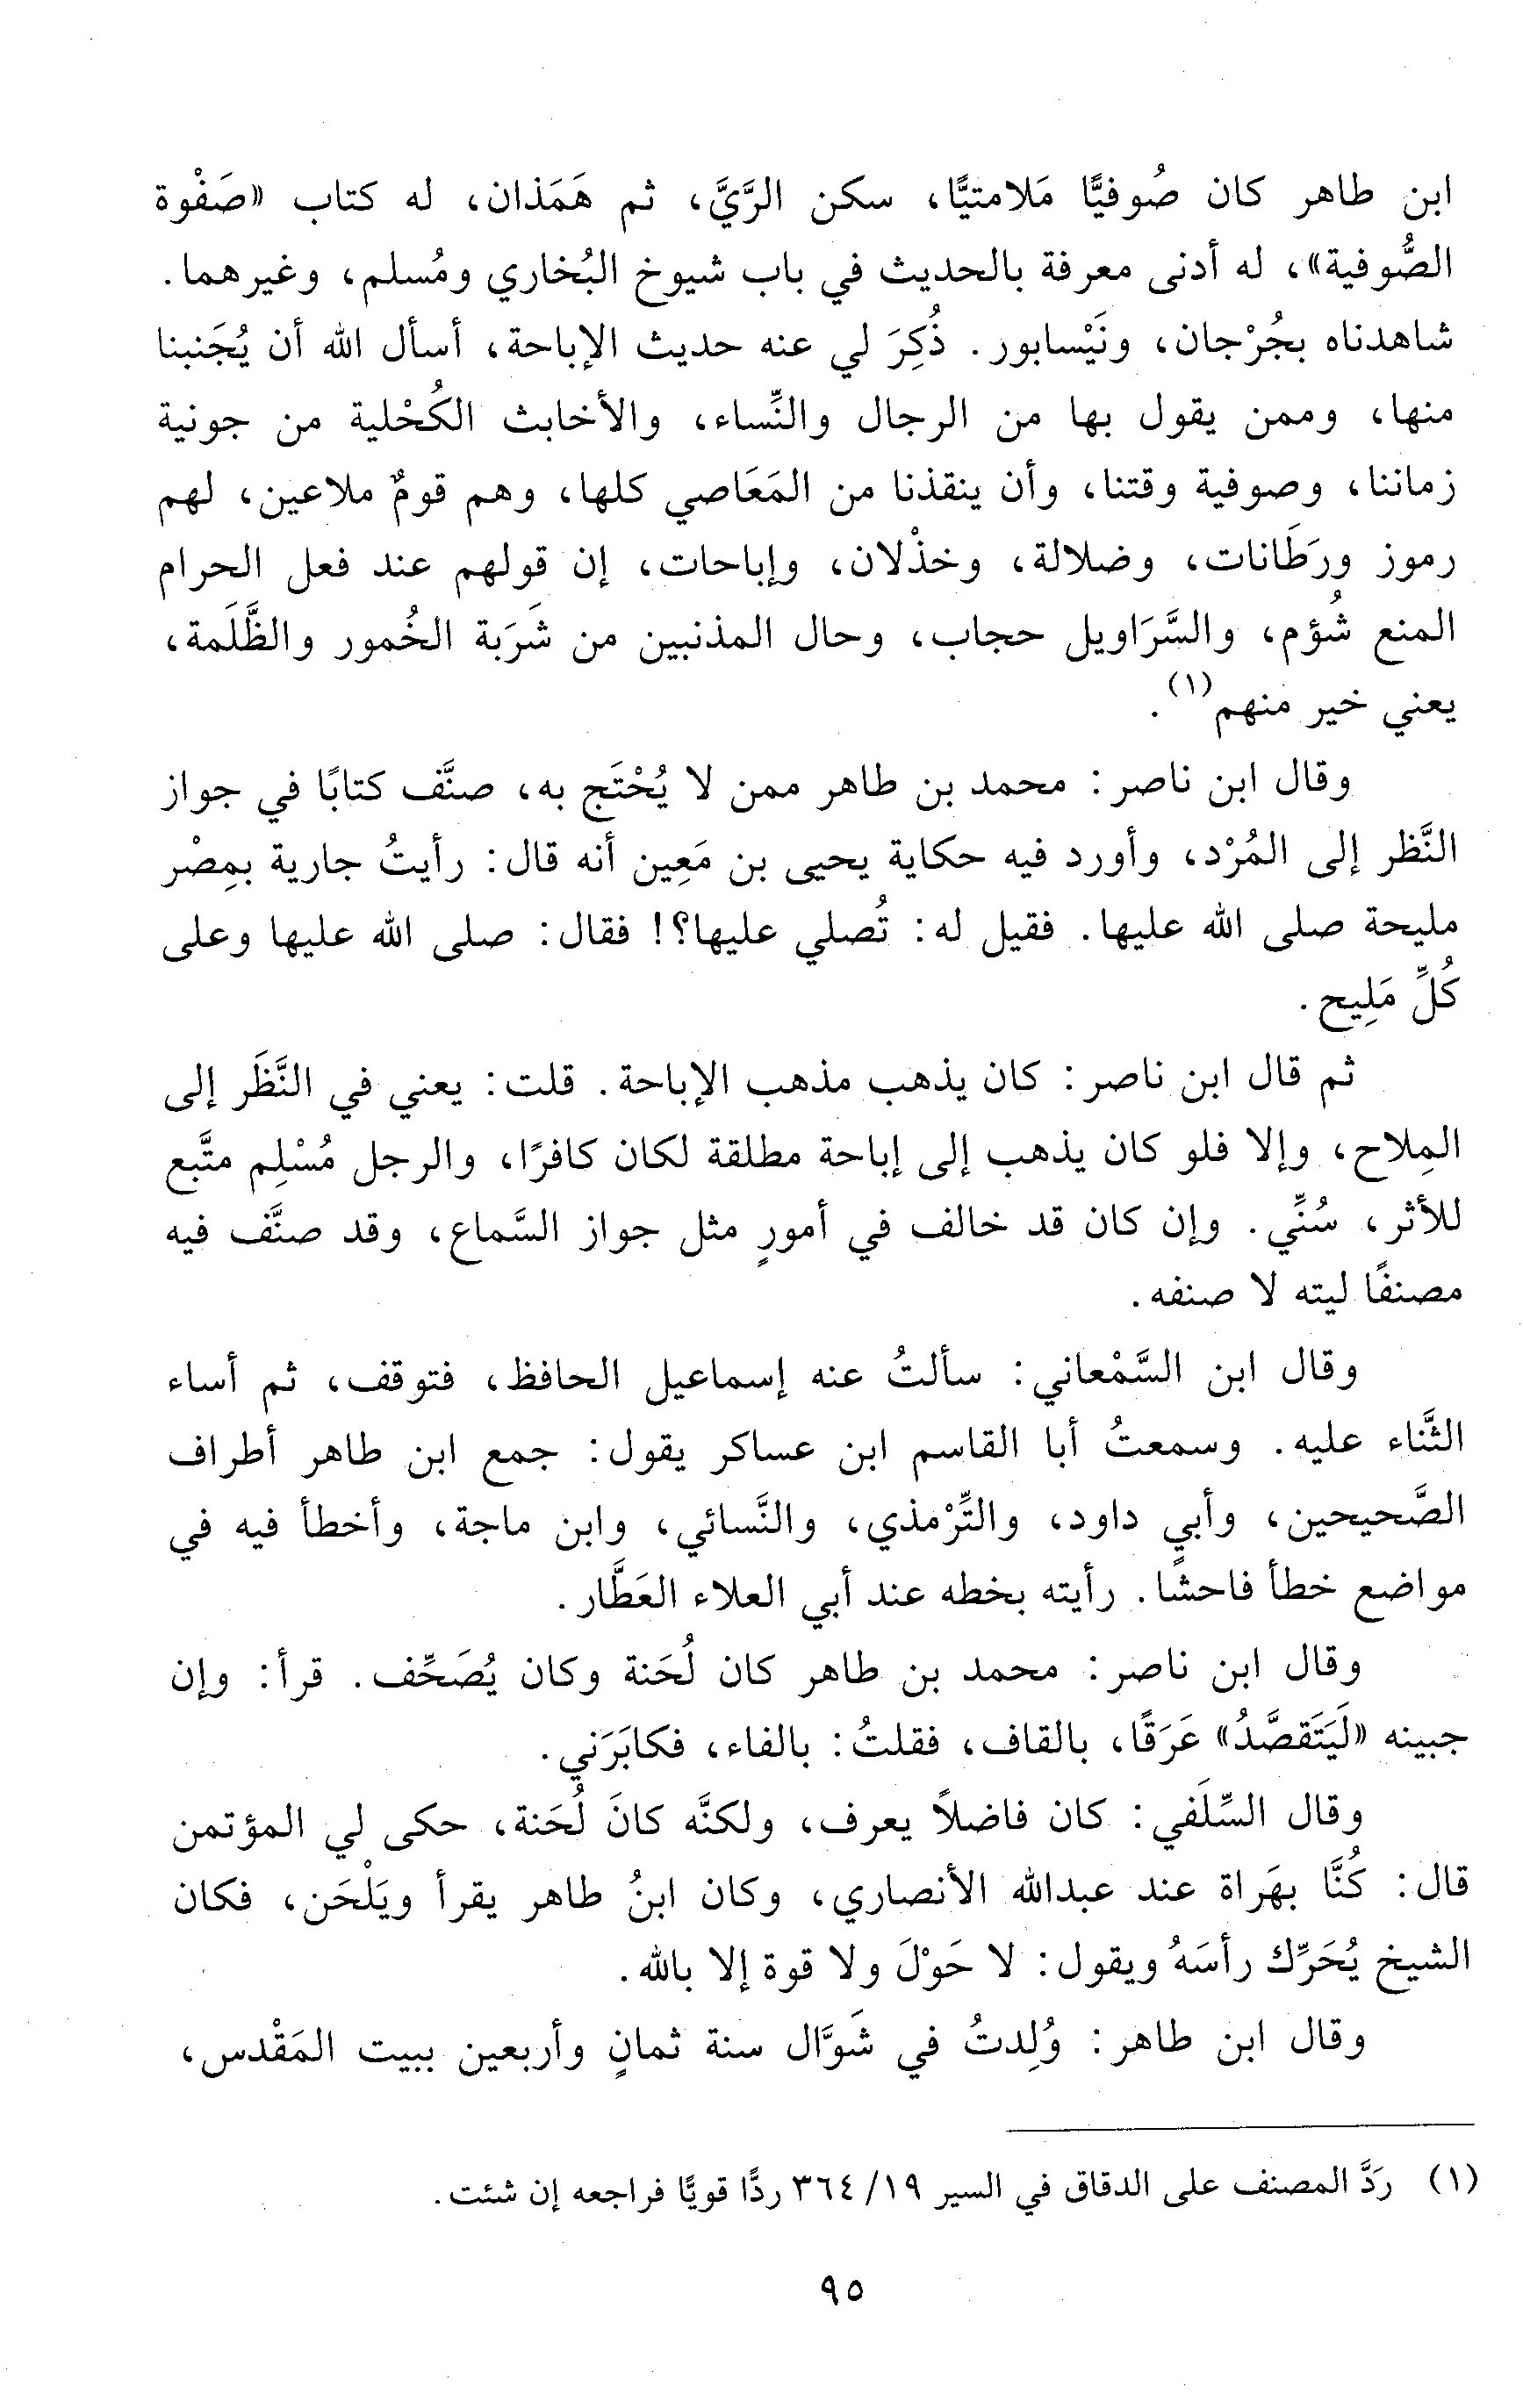 ابن طاهر كان صُوفيًّا مَلامتيًّا، سكن الرَّيَّ، ثم هَمَذان، له كتاب «صَفْوة
الصُّوفية»، له أدنى معرفة بالحديث في باب شيوخ البُخاري ومُسلم، وغيرهما.
شاهدناه بجُرْجان، ونَيْسابور. ذُكِرَ لي عنه حديث الإباحة، أسأل الله أن يُجَنبنا
منها، وممن يقول بها من الرجال والنِّساء، والأخابث الكُحْلية من جونية
زماننا، وصوفية وقتنا، وأن ينقذنا من المَعَاصي كلها، وهم قومٌ ملاعين، لهم
رموز ورَطَانات، وضلالة، وخذْلان، وإباحات، إن قولهم عند فعل الحرام
المنع شُؤم، والسَّرَاويل حجاب، وحال المذنبين من شَرَبة الخُمور والظَّلَمة،
يعني خير منهم(١).
وقال ابن ناصر: محمد بن طاهر ممن لا يُحْتَج به، صنَّف كتابًا في جواز
النَّظر إلى المُرْد، وأورد فيه حكاية يحيى بن مَعِين أنه قال: رأيتُ جارية بمِصْر
مليحة صلى الله عليها. فقيل له: تُصلي عليها؟! فقال: صلى الله عليها وعلى
كُلِّ مَلِيح.
ثم قال ابن ناصر: كان يذهب مذهب الإباحة. قلت: يعني في النَّظَر إلى
المِلاح، وإلا فلو كان يذهب إلى إباحة مطلقة لكان كافرًا، والرجل مُسْلِم متَّبع
للأثر، سُنِّي. وإن كان قد خالف في أمورٍ مثل جواز السَّماع، وقد صنَّف فيه
مصنفًا ليته لا صنفه.
وقال ابن السَّمْعاني: سألتُ عنه إسماعيل الحافظ، فتوقف، ثم أساء
الثَّناء عليه. وسمعتُ أبا القاسم ابن عساكر يقول: جمع ابن طاهر أطراف
الصَّحيحين، وأبي داود، والتِّرْمذي، والنَّسائي، وابن ماجة، وأخطأ فيه في
مواضع خطأ فاحشًا. رأيته بخطه عند أبي العلاء العَطَّار.
وقال ابن ناصر: محمد بن طاهر كان لُحَنة وكان يُصَحِّف. قرأ: وإن
جبينه «لَيَتَقصَّدُ» عَرَقًا، بالقاف، فقلتُ: بالفاء، فكابَرَني.
وقال السِّلَفي: كان فاضلاً يعرف، ولكنَّه كانَ لُحَنة، حكى لي المؤتمن
قال: كُنَّا بهَراة عند عبدالله الأنصاري، وكان ابنُ طاهر يقرأ ويَلْحَن، فكان
الشيخ يُحَرِّك رأسَهُ ويقول: لا حَوْلَ ولا قوة إلا بالله.
وقال ابن طاهر: وُلِدتُ في شَوَّال سنة ثمانٍ وأربعين ببيت المَقْدس،
(١) رَدَّ المصنف على الدقاق في السير ١٩/ ٣٦٤ ردًّا قويًّا فراجعه إن شئت.
٩٥